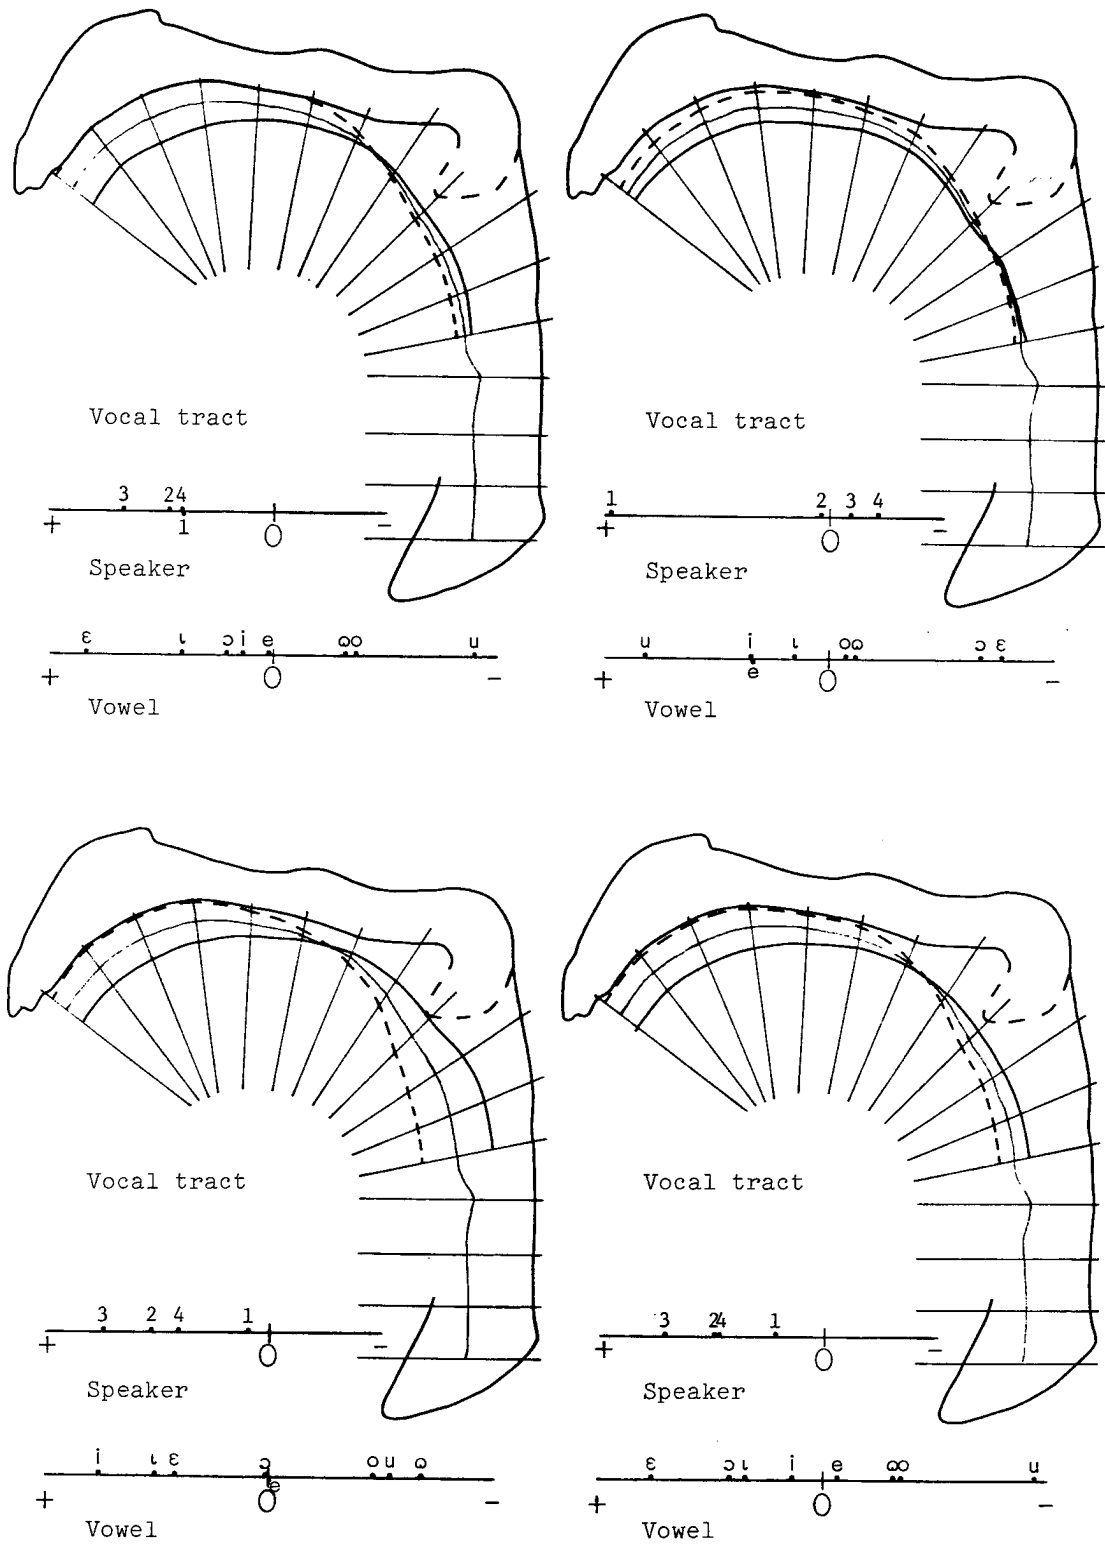 Vocal tract
3 24
+ 1 0 -
Speaker
ɛ ɩ ɔ i e ɷ o u
+ 0 -
Vowel
Vocal tract
1 2 3 4
+ 0 -
Speaker
u i ɩ o ɷ ɔ ɛ
e
+ 0 -
Vowel
Vocal tract
3 2 4 1
+ 0 -
Speaker
i ɩ ɛ ɔ o u ɷ
e
+ 0 -
Vowel
Vocal tract
3 24 1
+ 0 -
Speaker
ɛ ɔ ɩ i e ɷ o u
+ 0 -
Vowel